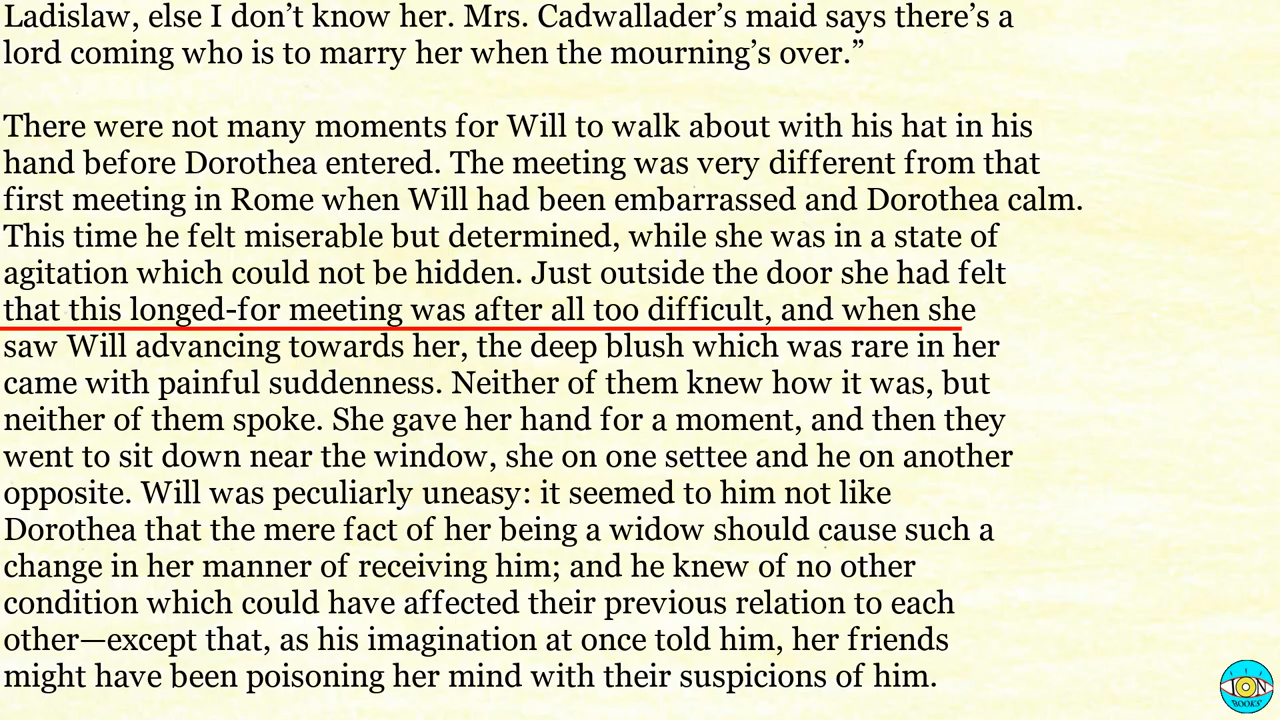 Ladislaw, else I don’t know her. Mrs. Cadwallader’s maid says there’s a
lord coming who is to marry her when the mourning’s over.”
There were not many moments for Will to walk about with his hat in his
hand before Dorothea entered. The meeting was very different from that
first meeting in Rome when Will had been embarrassed and Dorothea calm.
This time he felt miserable but determined, while she was in a state of
agitation which could not be hidden. Just outside the door she had felt
that this longed-for meeting was after all too difficult, and when she
saw Will advancing towards her, the deep blush which was rare in her
came with painful suddenness. Neither of them knew how it was, but
neither of them spoke. She gave her hand for a moment, and then they
went to sit down near the window, she on one settee and he on another
opposite. Will was peculiarly uneasy: it seemed to him not like
Dorothea that the mere fact of her being a widow should cause such a
change in her manner of receiving him; and he knew of no other
condition which could have affected their previous relation to each
other—except that, as his imagination at once told him, her friends
might have been poisoning her mind with their suspicions of him.
ION
BOOKS